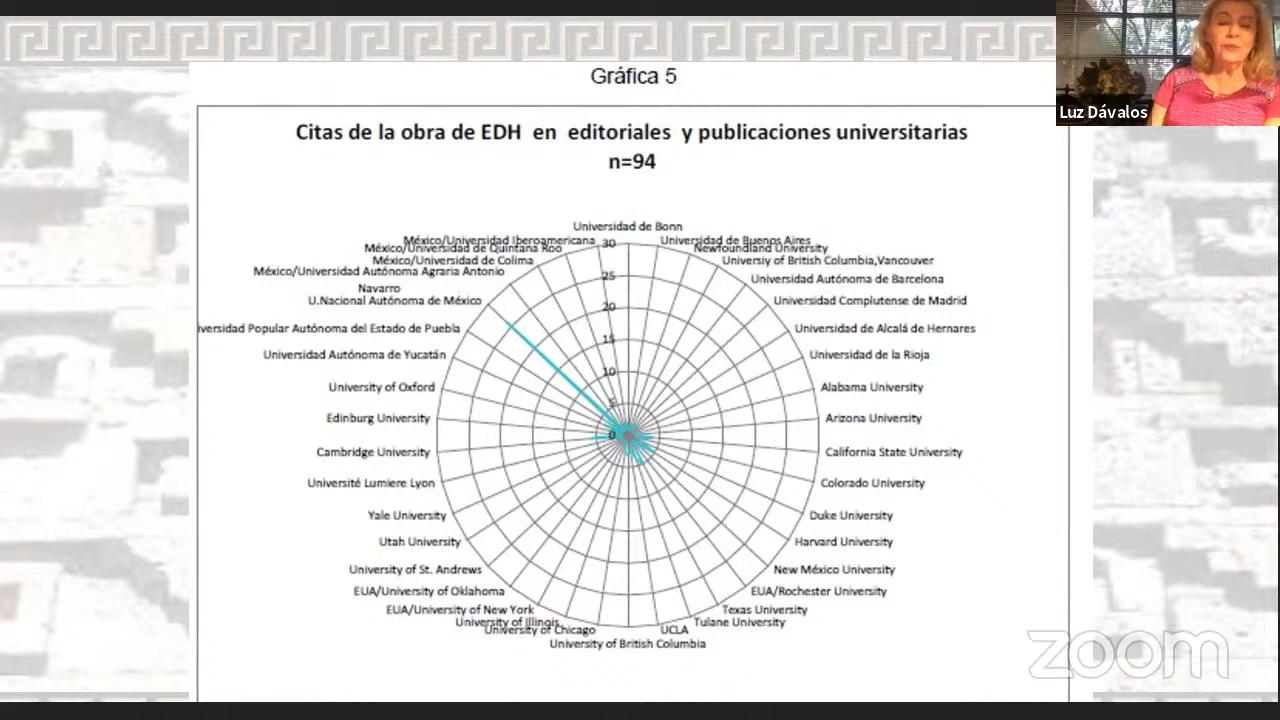 Gráfica 5
Luz Dávalos
Citas de la obra de EDH en editoriales y publicaciones universitarias
n=94
Universidad de Bonn
Universidad de Buenos Aires
Newfoundland University
Universiy of British Columbia,Vancouver
Universidad Autónoma de Barcelona
Universidad Complutense de Madrid
Universidad de Alcalá de Hernares
Universidad de la Rioja
Alabama University
Arizona University
California State University
Colorado University
Duke University
Harvard University
New México University
EUA/Rochester University
Texas University
Tulane University
UCLA
University of British Columbia
University of Chicago
University of Illinois
EUA/University of New York
EUA/University of Oklahoma
University of St. Andrews
Utah University
Yale University
Université Lumiere Lyon
Cambridge University
Edinburg University
University of Oxford
Universidad Autónoma de Yucatán
iversidad Popular Autónoma del Estado de Puebla
U.Nacional Autónoma de México
México/Universidad Autónoma Agraria Antonio
Navarro
México/Universidad de Colima
México/Universidad de Quintana Roo
México/Universidad Iberoamericana
30
25
20
15
10
5
0
zoom